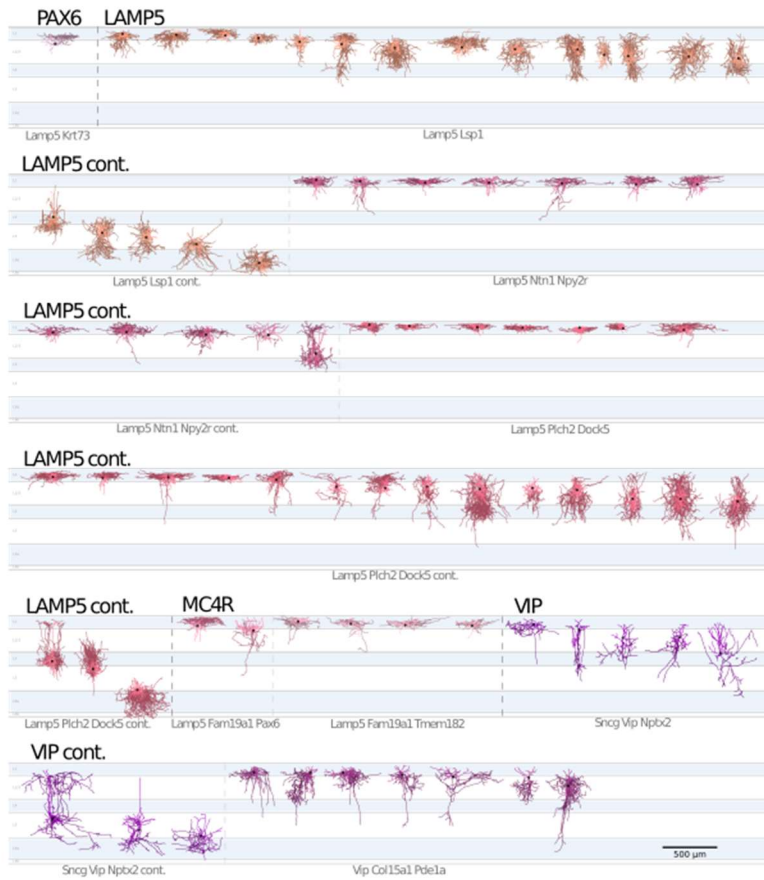 PAX6 LAMP5
Lamp5 Krt73 Lamp5 Lsp1
LAMP5 cont.
Lamp5 Lsp1 cont. Lamp5 Ntn1 Npy2r
LAMP5 cont.
Lamp5 Ntn1 Npy2r cont. Lamp5 Plch2 Dock5
LAMP5 cont.
Lamp5 Plch2 Dock5 cont.
LAMP5 cont. MC4R VIP
Lamp5 Plch2 Dock5 cont. Lamp5 Fam19a1 Pax6 Lamp5 Fam19a1 Tmem182 Sncg Vip Nptx2
VIP cont.
500 μm
Sncg Vip Nptx2 cont. Vip Col15a1 Pde1a